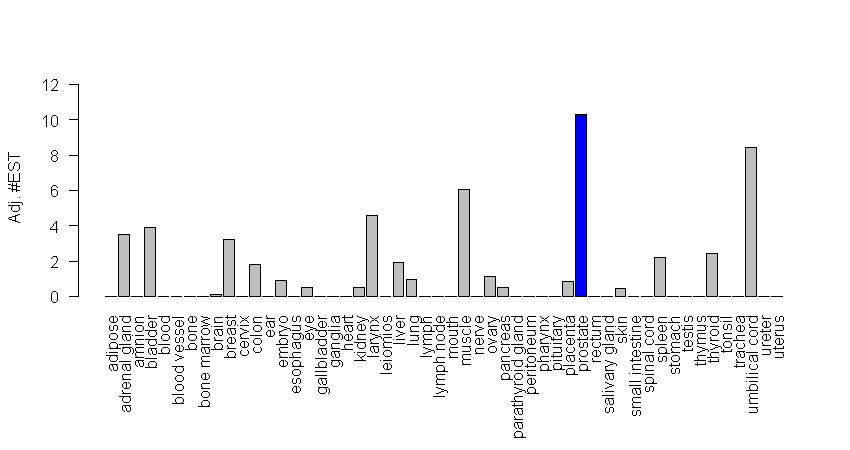 12
10
8
6
4
2
0
Adj. #EST
adipose
adrenal gland
amnion
bladder
blood
blood vessel
bone
bone marrow
brain
breast
cervix
colon
ear
embryo
esophagus
eye
gallbladder
ganglia
heart
kidney
larynx
leiomios
liver
lung
lymph
lymph node
mouth
muscle
nerve
ovary
pancreas
parathyroid gland
peritoneum
pharynx
pituitary
placenta
prostate
rectum
salivary gland
skin
small intestine
spinal cord
spleen
stomach
testis
thymus
thyroid
tonsil
trachea
umbilical cord
ureter
uterus